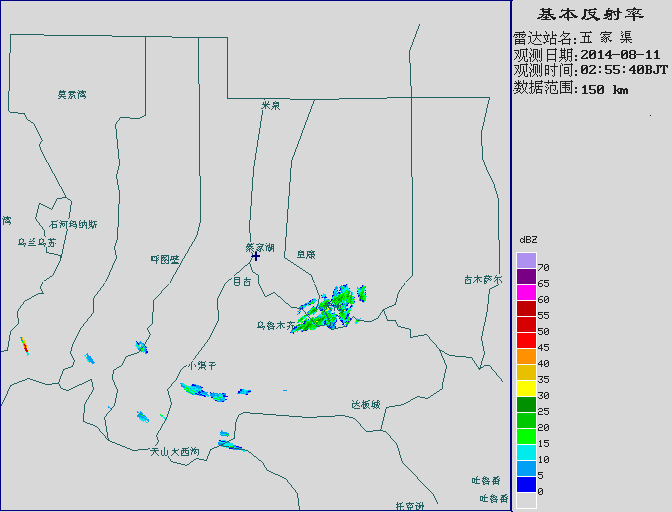 基本反射率
雷达站名:五 家 渠
观测日期:2014-08-11
观测时间:02:55:40BJT
数据范围:150 km
米泉
莫索湾
湾
石河玛纳斯
乌兰乌苏
呼图壁
蔡家湖
阜康
昌吉
吉木萨尔
乌鲁木齐
小渠子
达板城
天山大西沟
吐鲁番
吐鲁番
托克逊
dBZ
70
65
60
55
50
45
40
35
30
25
20
15
10
5
0